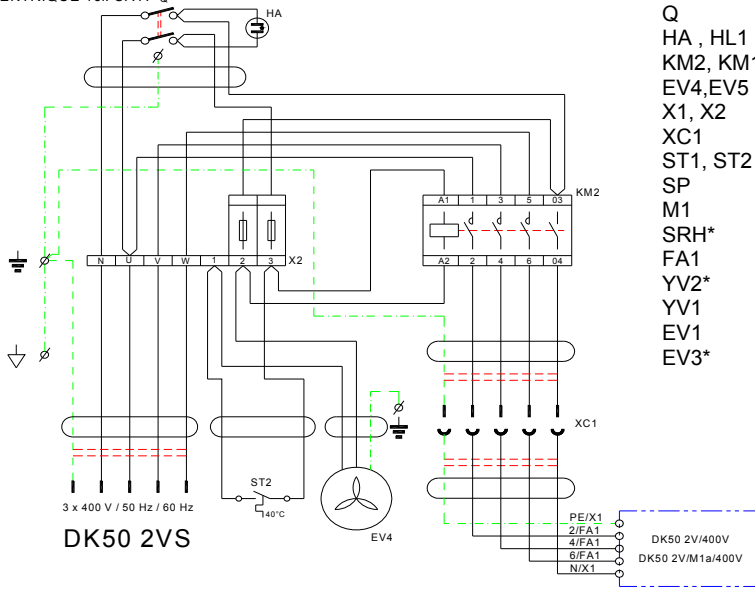 HA
Q
HA , HL1
KM2, KM1
EV4,EV5
X1, X2
XC1
ST1, ST2
SP
M1
SRH*
FA1
YV2*
YV1
EV1
EV3*
KM2
A1 1 3 5 03
A2 2 4 6 04
N U V W 1 2 3 X2
XC1
ST2
40°C
EV4
3 x 400 V / 50 Hz / 60 Hz
DK50 2VS
PE/X1
2/FA1
4/FA1
6/FA1
N/X1
DK50 2V/400V
DK50 2V/M1a/400V